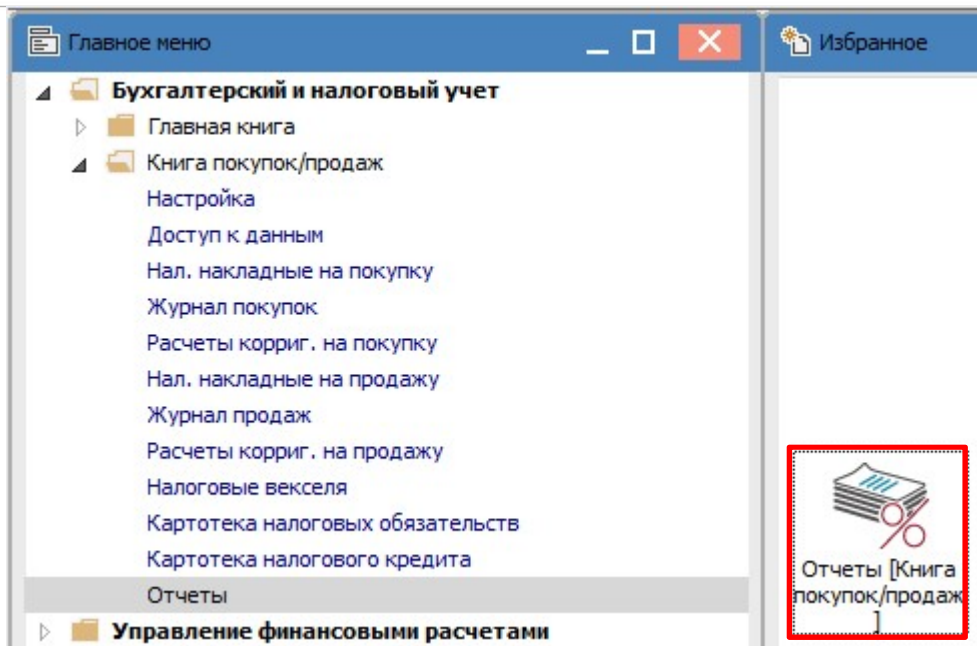 Главное меню
Избранное
Бухгалтерский и налоговый учет
Главная книга
Книга покупок/продаж
Настройка
Доступ к данным
Нал. накладные на покупку
Журнал покупок
Расчеты корриг. на покупку
Нал. накладные на продажу
Журнал продаж
Расчеты корриг. на продажу
Налоговые векселя
Картотека налоговых обязательств
Картотека налогового кредита
Отчеты
Управление финансовыми расчетами
Отчеты [Книга
покупок/продаж
]